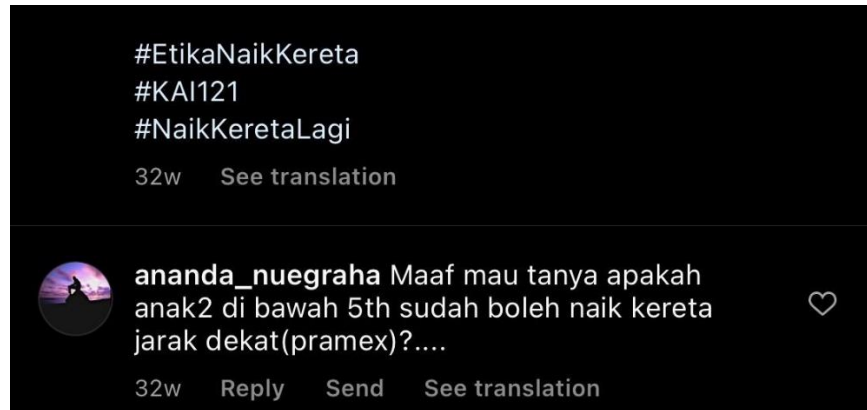 #EtikaNaikKereta
#KAI121
#NaikKeretaLagi
32w See translation
ananda_nuegraha Maaf mau tanya apakah
anak2 di bawah 5th sudah boleh naik kereta
jarak dekat(pramex)?....
32w Reply Send See translation